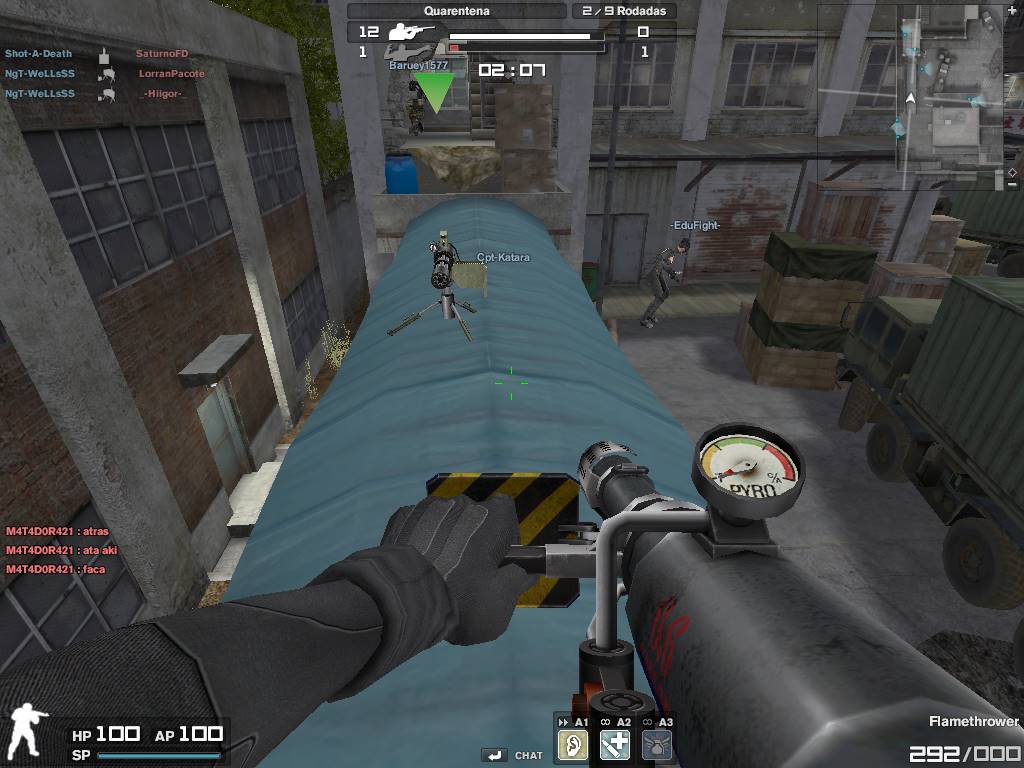 Quarentena
2 / 9 Rodadas
12
0
1
1
Baruey1577
02:07
Shot-A-Death SaturnoFD
NgT-WeLLsSS LorranPacote
NgT-WeLLsSS _-Hiigor-_
-EduFight-
Cpt-Katara
%
PYRO
M4T4D0R421 : atras
M4T4D0R421 : ata aki
M4T4D0R421 : faca
HP 100 AP 100
SP
CHAT
A1
∞ A2
∞ A3
Flamethrower
292/000